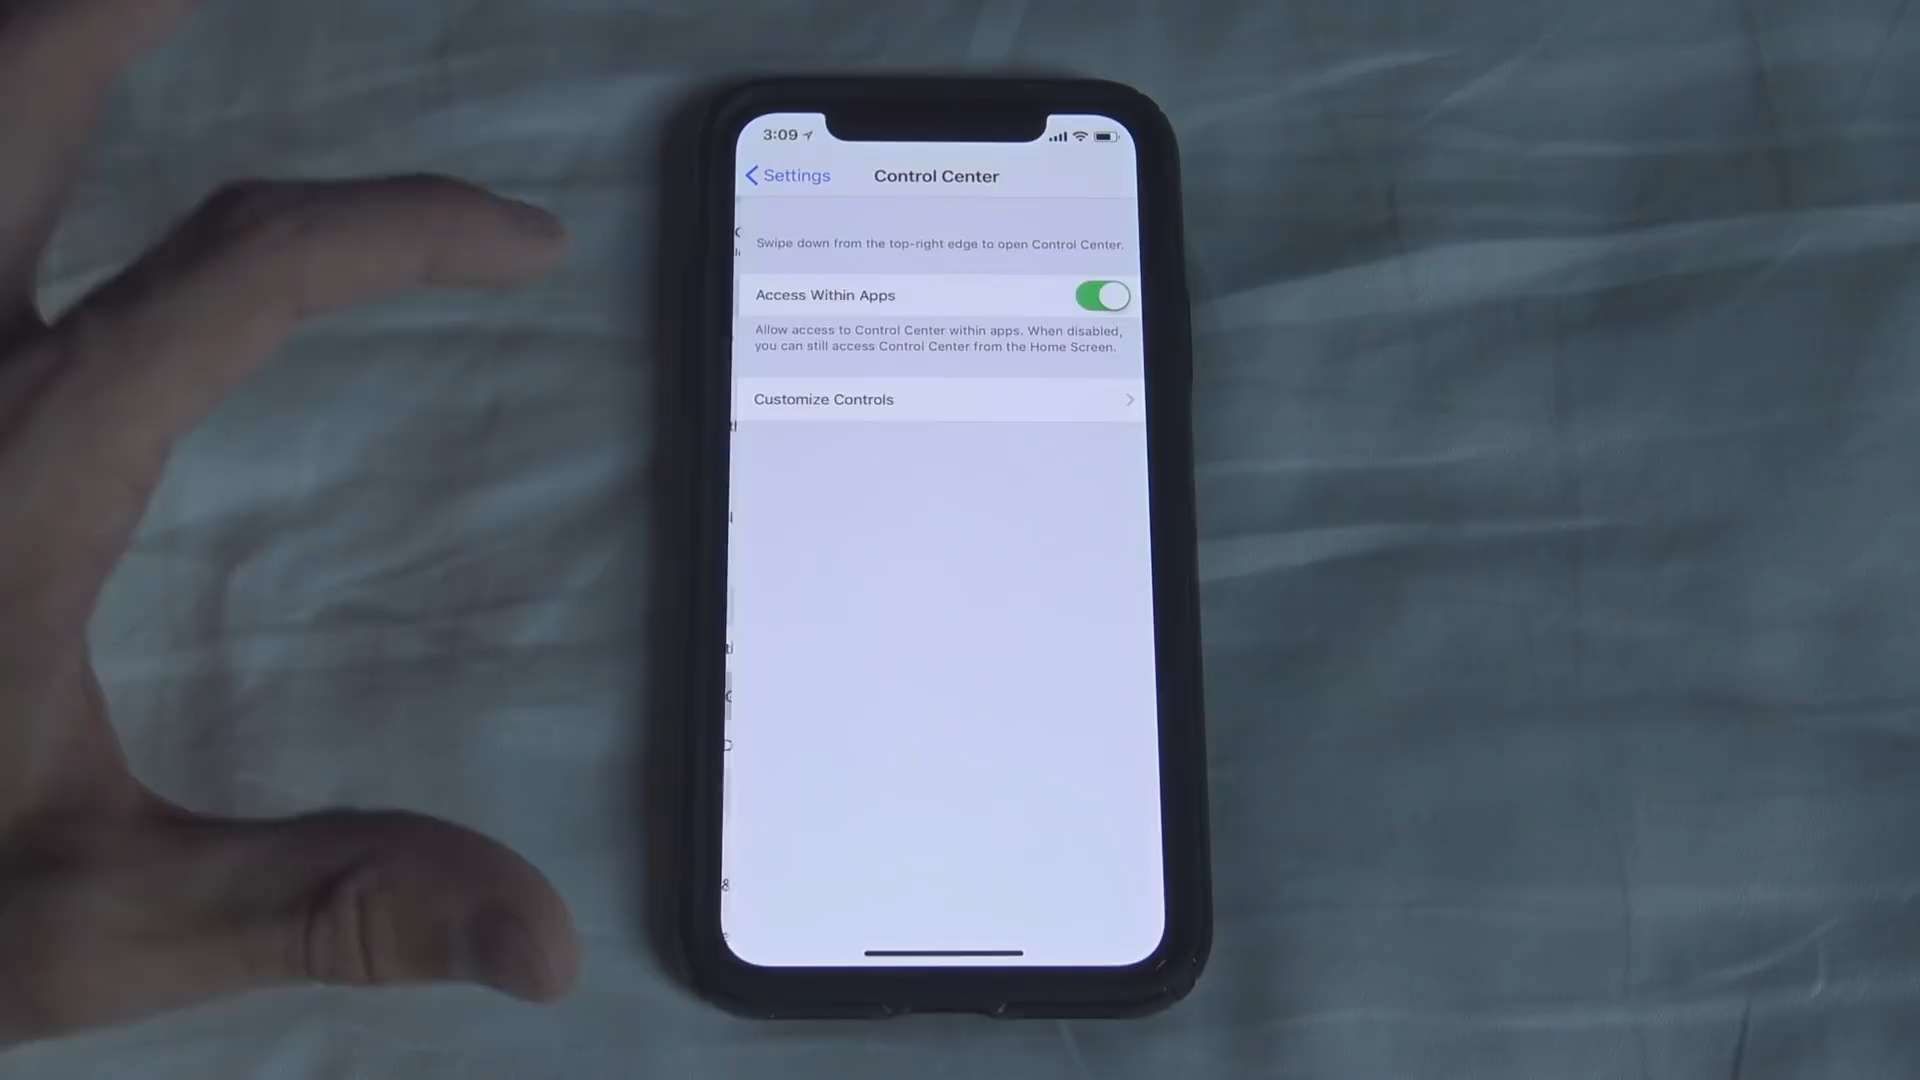 3:09
Settings
Control Center
Swipe down from the top-right edge to open Control Center.
Access Within Apps
Allow access to Control Center within apps. When disabled,
you can still access Control Center from the Home Screen.
Customize Controls